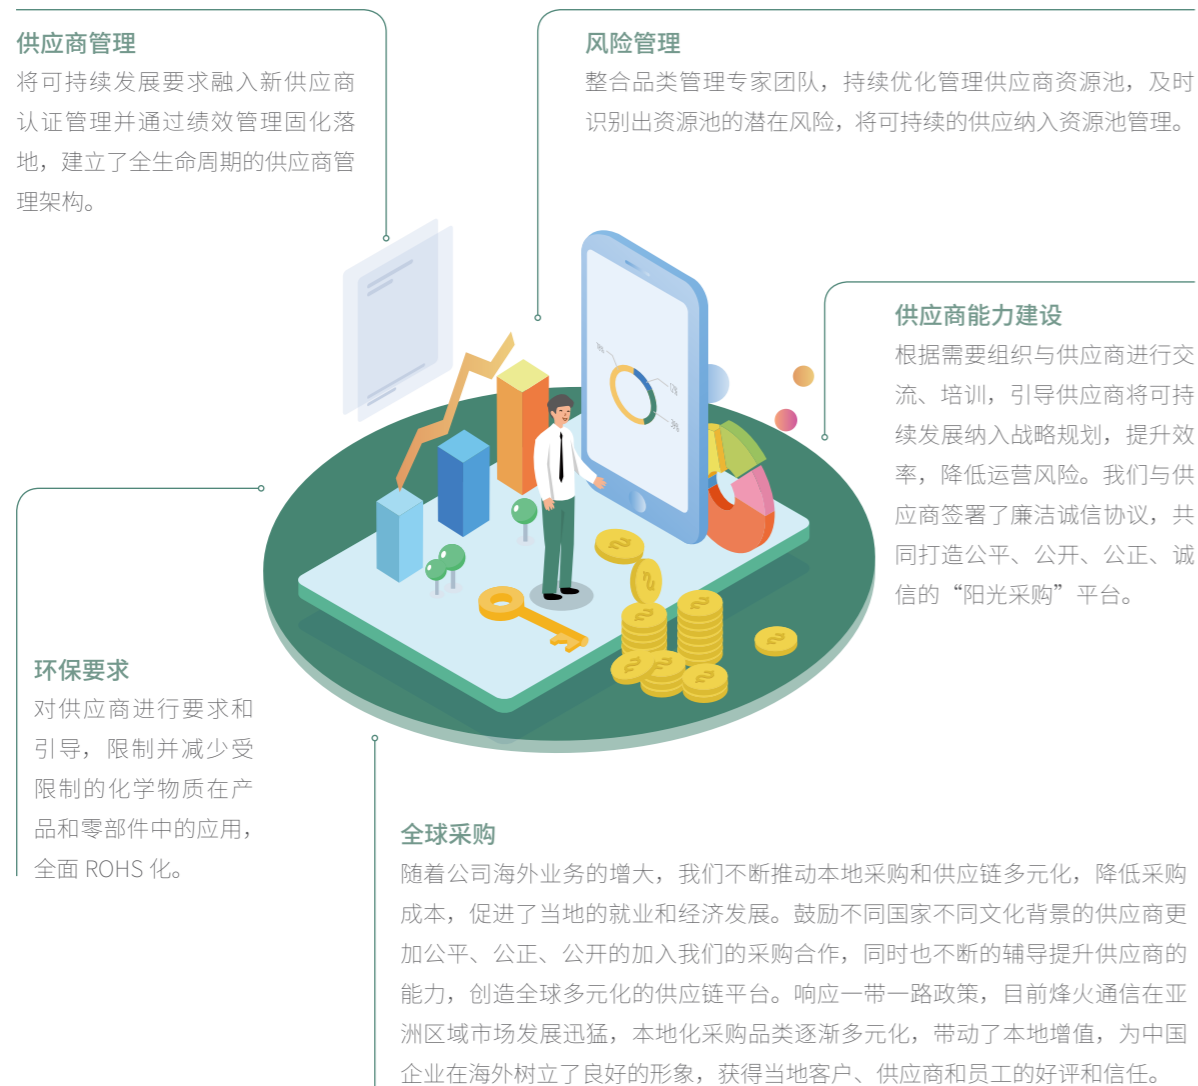 供应商管理
将可持续发展要求融入新供应商
认证管理并通过绩效管理固化落
地，建立了全生命周期的供应商管
理架构。
风险管理
整合品类管理专家团队，持续优化管理供应商资源池，及时
识别出资源池的潜在风险，将可持续的供应纳入资源池管理。
供应商能力建设
根据需要组织与供应商进行交
流、培训，引导供应商将可持
续发展纳入战略规划，提升效
率，降低运营风险。我们与供
应商签署了廉洁诚信协议，共
同打造公平、公开、公正、诚
信的“阳光采购”平台。
环保要求
对供应商进行要求和
引导，限制并减少受
限制的化学物质在产
品和零部件中的应用，
全面 ROHS 化。
全球采购
随着公司海外业务的增大，我们不断推动本地采购和供应链多元化，降低采购
成本，促进了当地的就业和经济发展。鼓励不同国家不同文化背景的供应商更
加公平、公正、公开的加入我们的采购合作，同时也不断的辅导提升供应商的
能力，创造全球多元化的供应链平台。响应一带一路政策，目前烽火通信在亚
洲区域市场发展迅猛，本地化采购品类逐渐多元化，带动了本地增值，为中国
企业在海外树立了良好的形象，获得当地客户、供应商和员工的好评和信任。